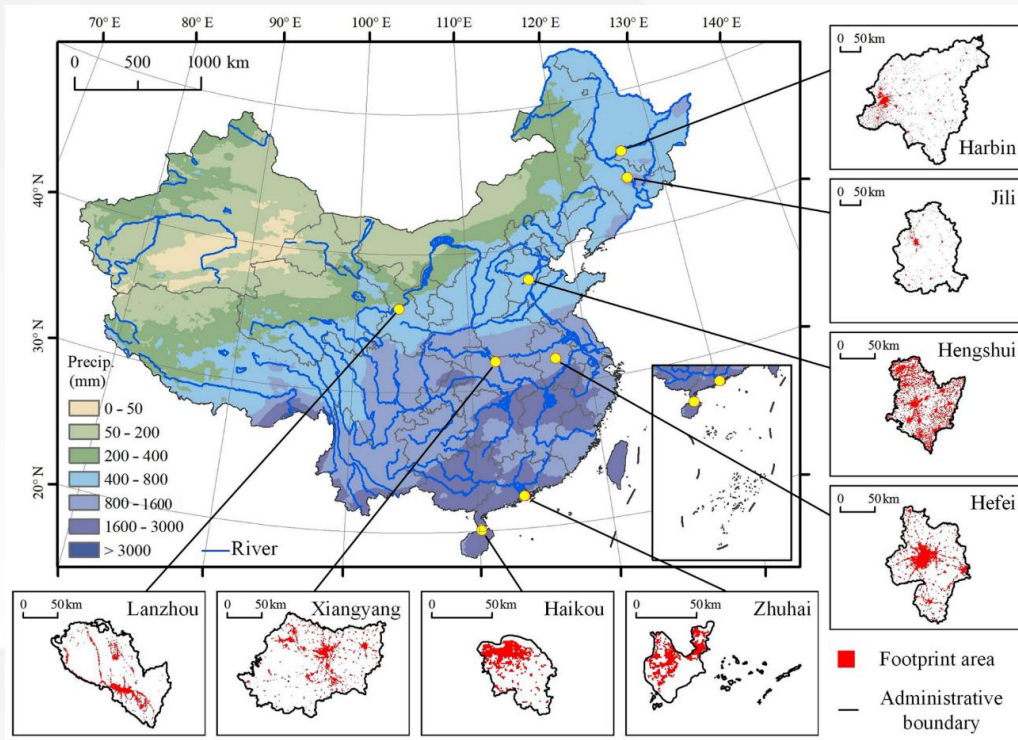 70° E
80° E
90° E
100° E
110° E
120° E
130° E
140° E
0 500 1000 km
40° N
30° N
20° N
Precip.
(mm)
0 – 50
50 – 200
200 – 400
400 – 800
800 – 1600
1600 – 3000
> 3000
River
0 50km
Harbin
0 50km
Jili
0 50km
Hengshui
0 50km
Hefei
0 50km
Lanzhou
0 50km
Xiangyang
0 50km
Haikou
0 50km
Zhuhai
Footprint area
Administrative
boundary